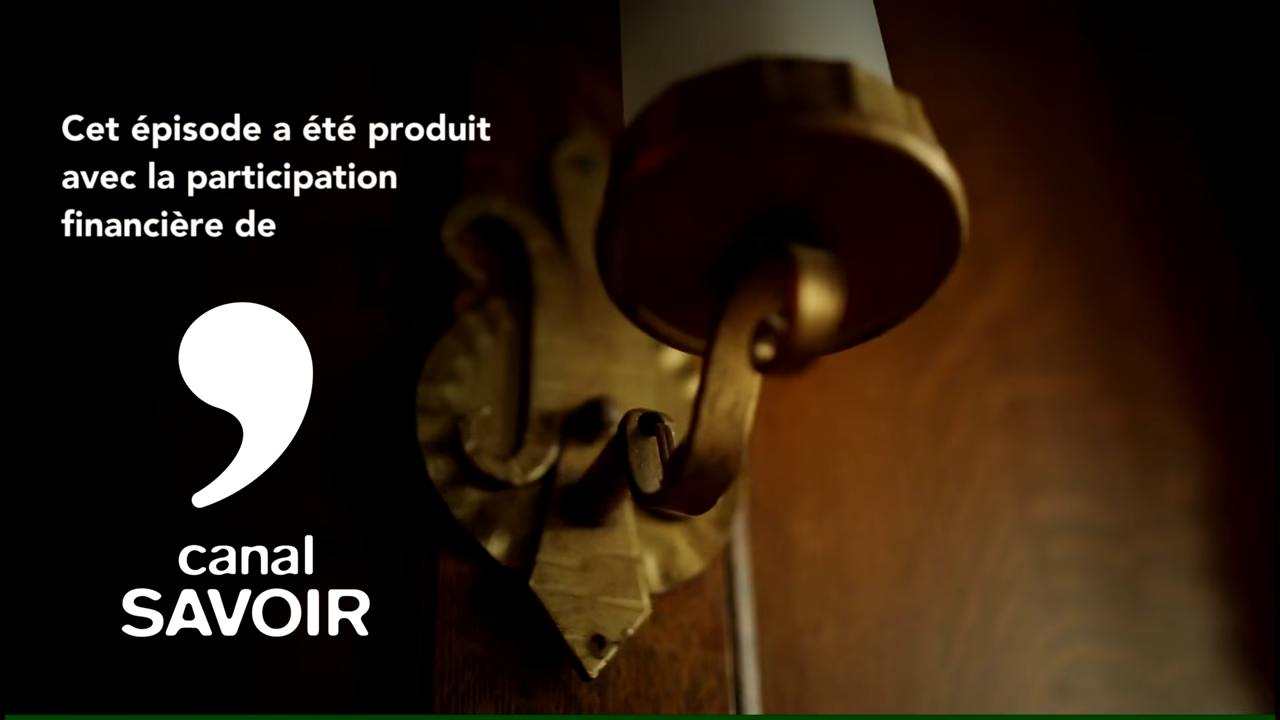 Cet épisode a été produit
avec la participation
financière de
canal
SAVOIR